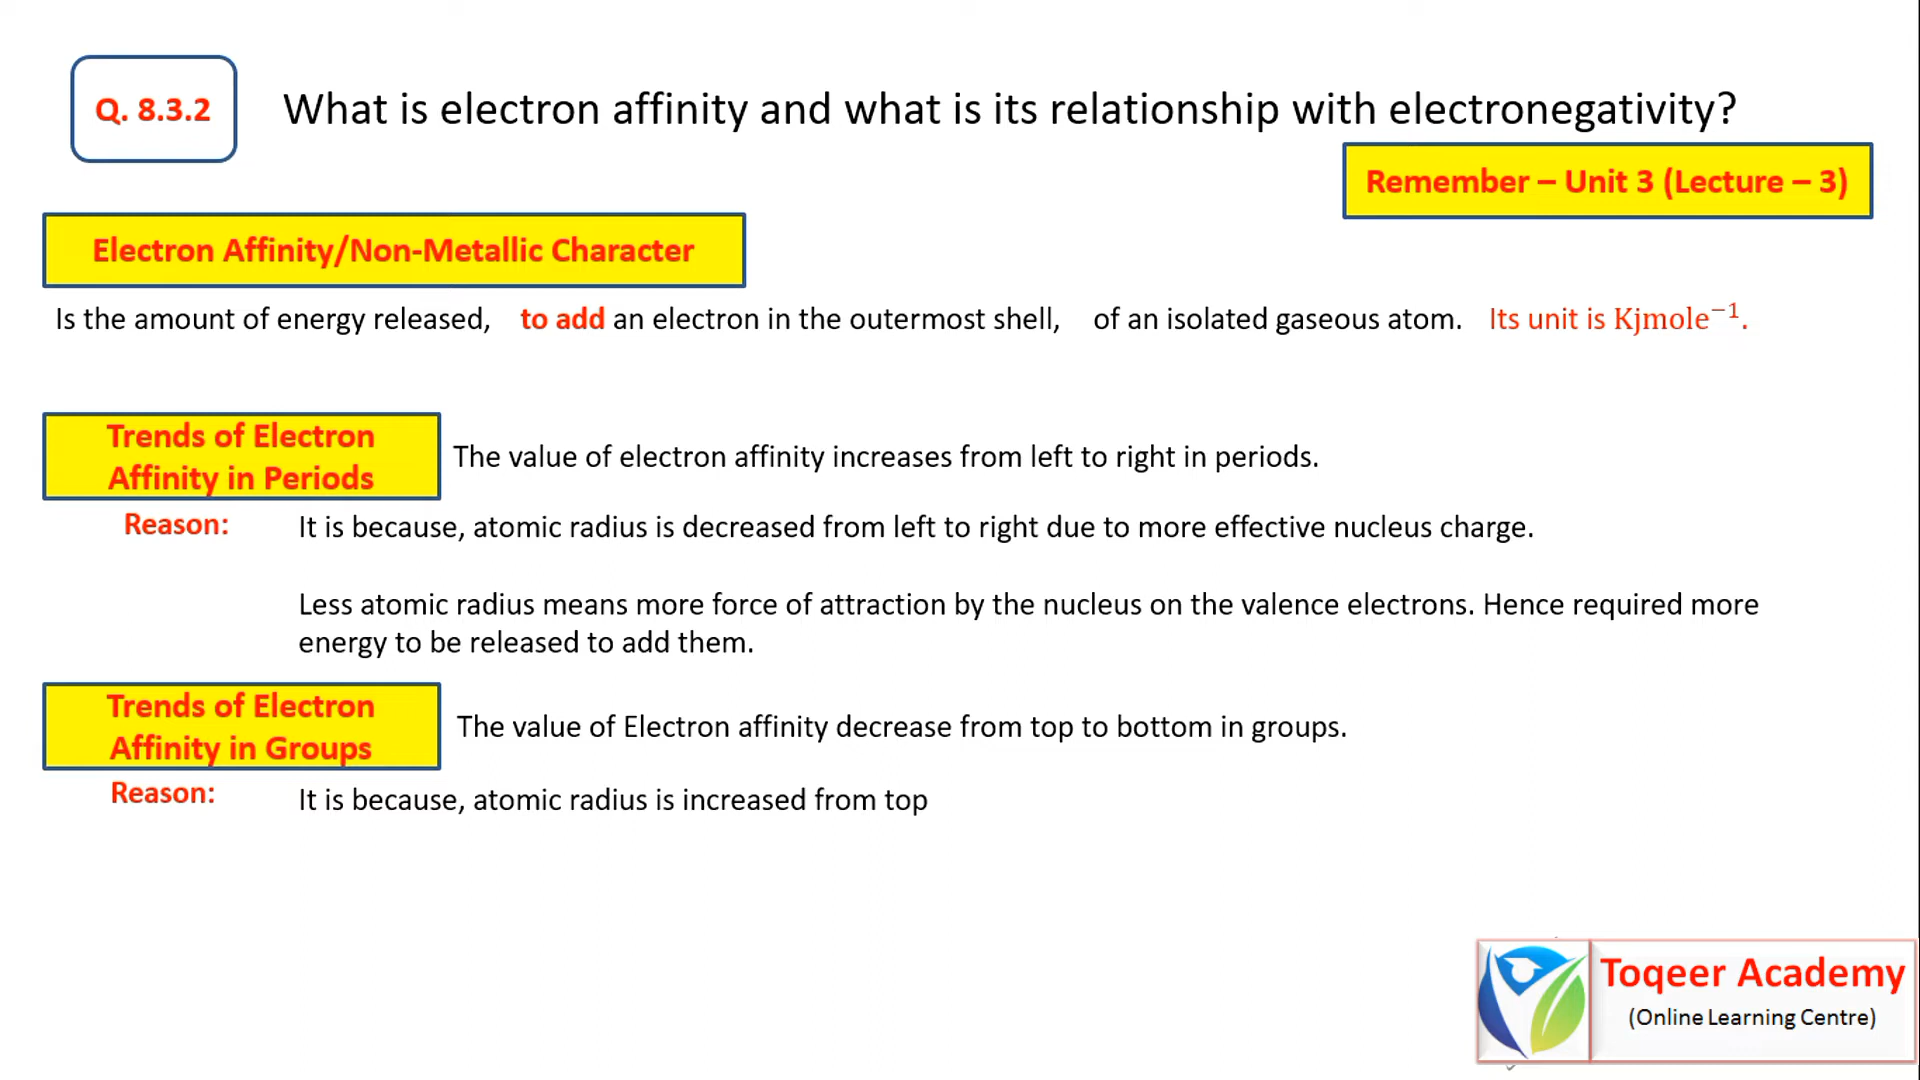 Q. 8.3.2
What is electron affinity and what is its relationship with electronegativity?
Remember – Unit 3 (Lecture – 3)
Electron Affinity/Non-Metallic Character
Is the amount of energy released, to add an electron in the outermost shell, of an isolated gaseous atom. Its unit is Kjmole⁻¹.
Trends of Electron
Affinity in Periods
The value of electron affinity increases from left to right in periods.
Reason:
It is because, atomic radius is decreased from left to right due to more effective nucleus charge.
Less atomic radius means more force of attraction by the nucleus on the valence electrons. Hence required more
energy to be released to add them.
Trends of Electron
Affinity in Groups
The value of Electron affinity decrease from top to bottom in groups.
Reason:
It is because, atomic radius is increased from top
Toqeer Academy
(Online Learning Centre)